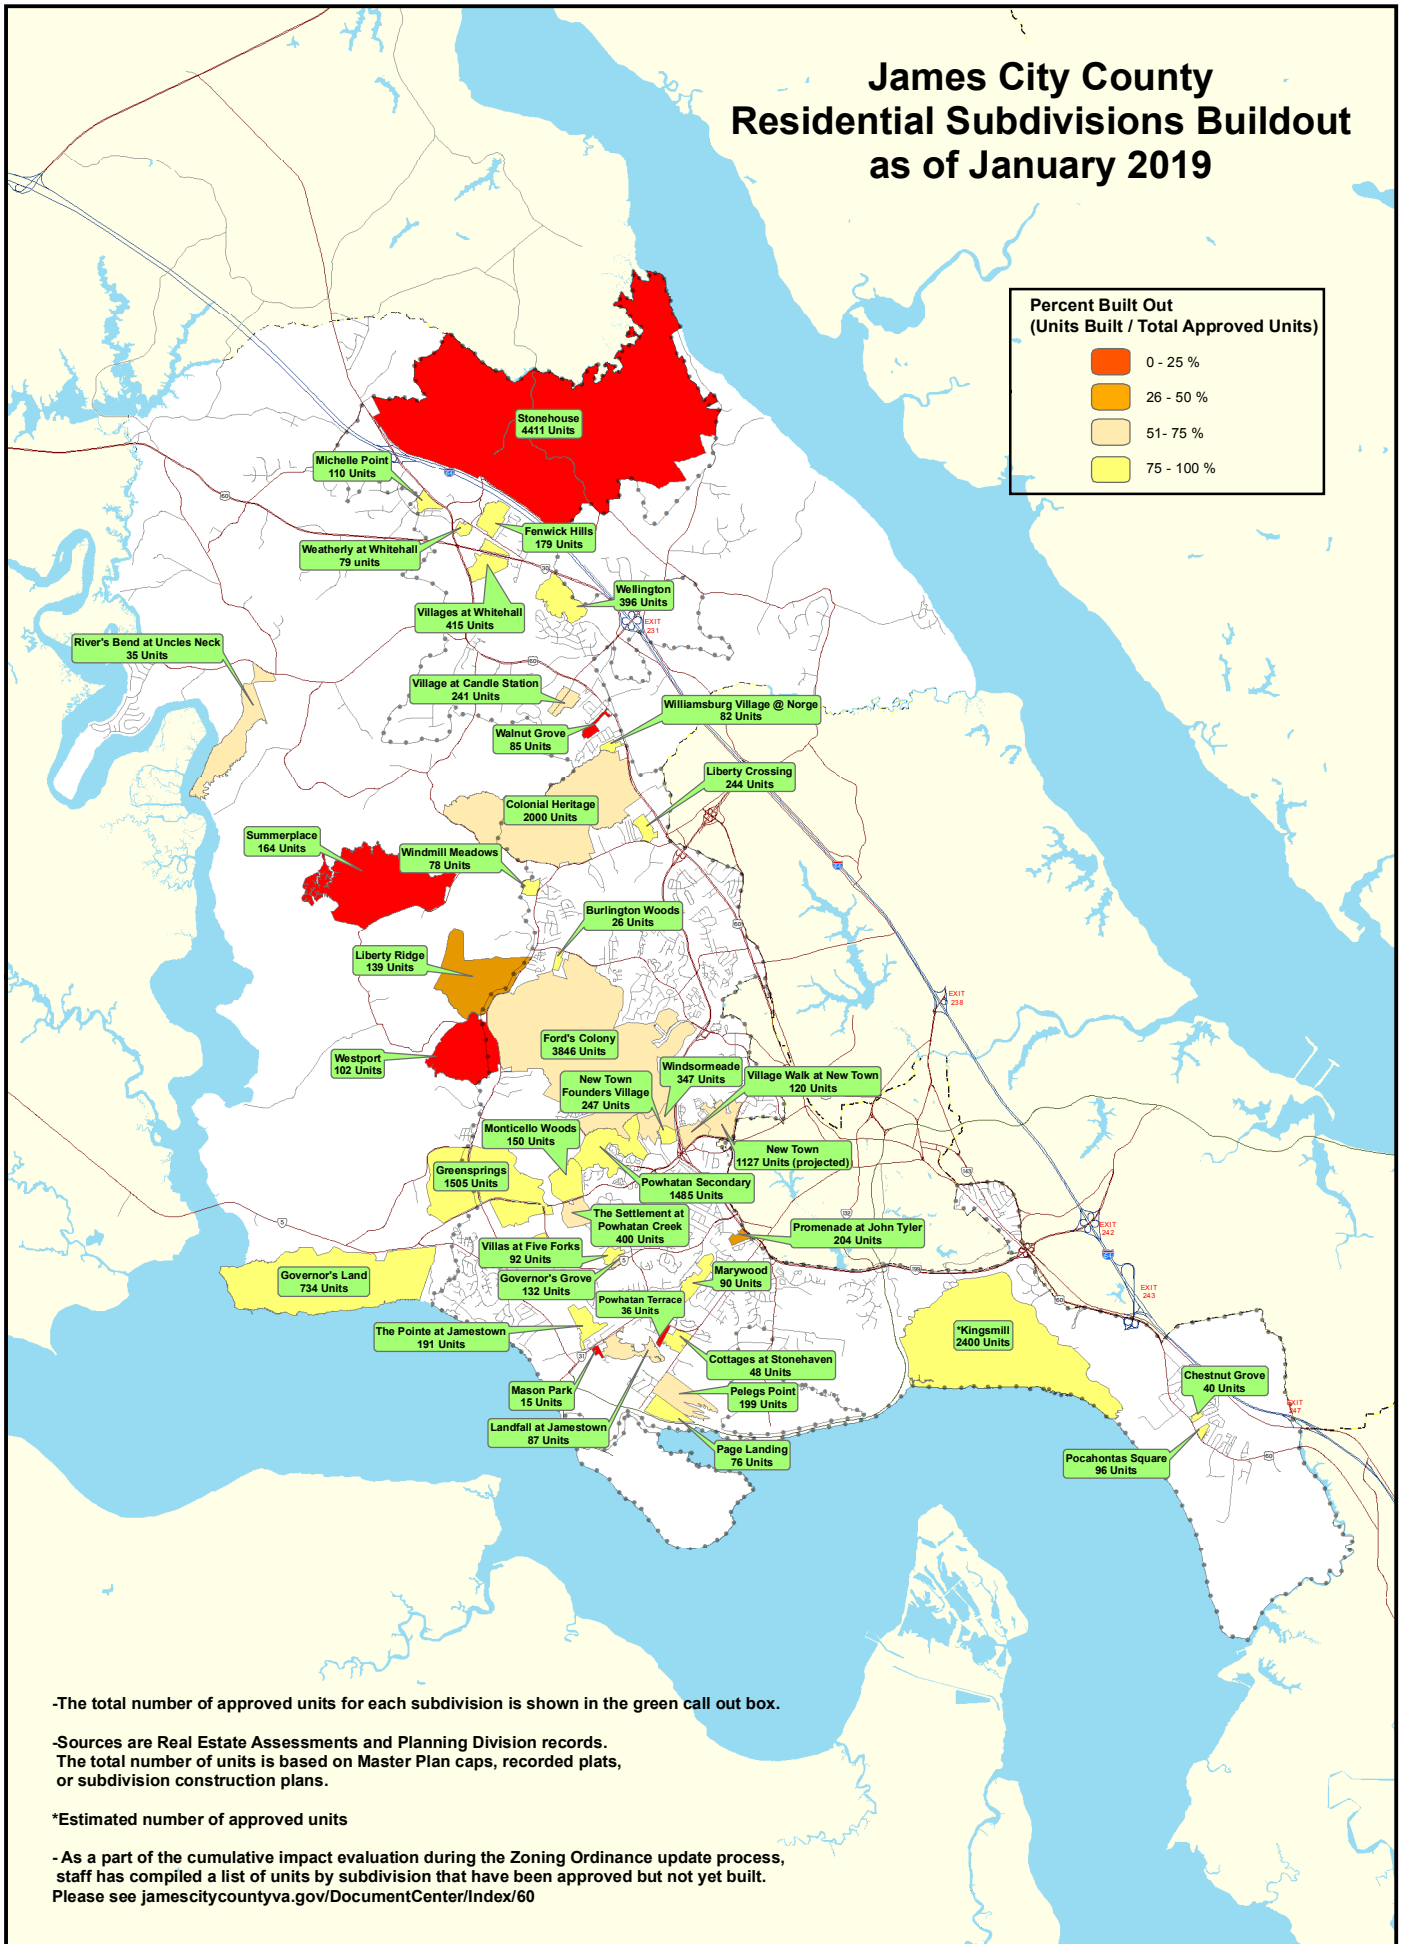 James City County
Residential Subdivisions Buildout
as of January 2019
Percent Built Out
(Units Built / Total Approved Units)
0 - 25 %
26 - 50 %
51- 75 %
75 - 100 %
Stonehouse
4411 Units
Michelle Point
110 Units
60
Fenwick Hills
179 Units
Weatherly at Whitehall
79 units
30
Wellington
396 Units
Villages at Whitehall
415 Units
EXIT
231
River's Bend at Uncles Neck
35 Units
60
Village at Candle Station
241 Units
Williamsburg Village @ Norge
82 Units
Walnut Grove
85 Units
Liberty Crossing
244 Units
Colonial Heritage
2000 Units
Summerplace
164 Units
Windmill Meadows
78 Units
Burlington Woods
26 Units
60
Liberty Ridge
139 Units
EXIT
238
Ford's Colony
3846 Units
Westport
102 Units
Windsormeade
347 Units
Village Walk at New Town
120 Units
New Town
Founders Village
247 Units
Monticello Woods
150 Units
New Town
1127 Units (projected)
Greensprings
1505 Units
143
Powhatan Secondary
1485 Units
5
The Settlement at
Powhatan Creek
400 Units
132
Promenade at John Tyler
204 Units
EXIT
242
Villas at Five Forks
92 Units
5
199
Marywood
90 Units
Governor's Land
734 Units
Governor's Grove
132 Units
EXIT
243
60
Powhatan Terrace
36 Units
The Pointe at Jamestown
191 Units
*Kingsmill
2400 Units
31
Cottages at Stonehaven
48 Units
Chestnut Grove
40 Units
Mason Park
15 Units
Pelegs Point
199 Units
EXIT
247
Landfall at Jamestown
87 Units
Page Landing
76 Units
Pocahontas Square
96 Units
60
-The total number of approved units for each subdivision is shown in the green call out box.
-Sources are Real Estate Assessments and Planning Division records.
The total number of units is based on Master Plan caps, recorded plats,
or subdivision construction plans.
*Estimated number of approved units
- As a part of the cumulative impact evaluation during the Zoning Ordinance update process,
staff has compiled a list of units by subdivision that have been approved but not yet built.
Please see jamescitycountyva.gov/DocumentCenter/Index/60